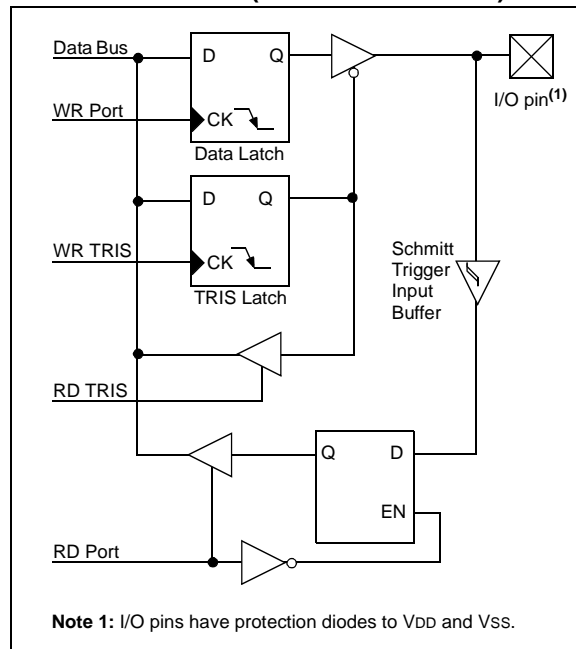 Data Bus
D
Q
I/O pin(1)
WR Port
CK
Data Latch
D
Q
WR TRIS
CK
TRIS Latch
Schmitt
Trigger
Input
Buffer
RD TRIS
Q
D
EN
RD Port
Note 1: I/O pins have protection diodes to VDD and VSS.